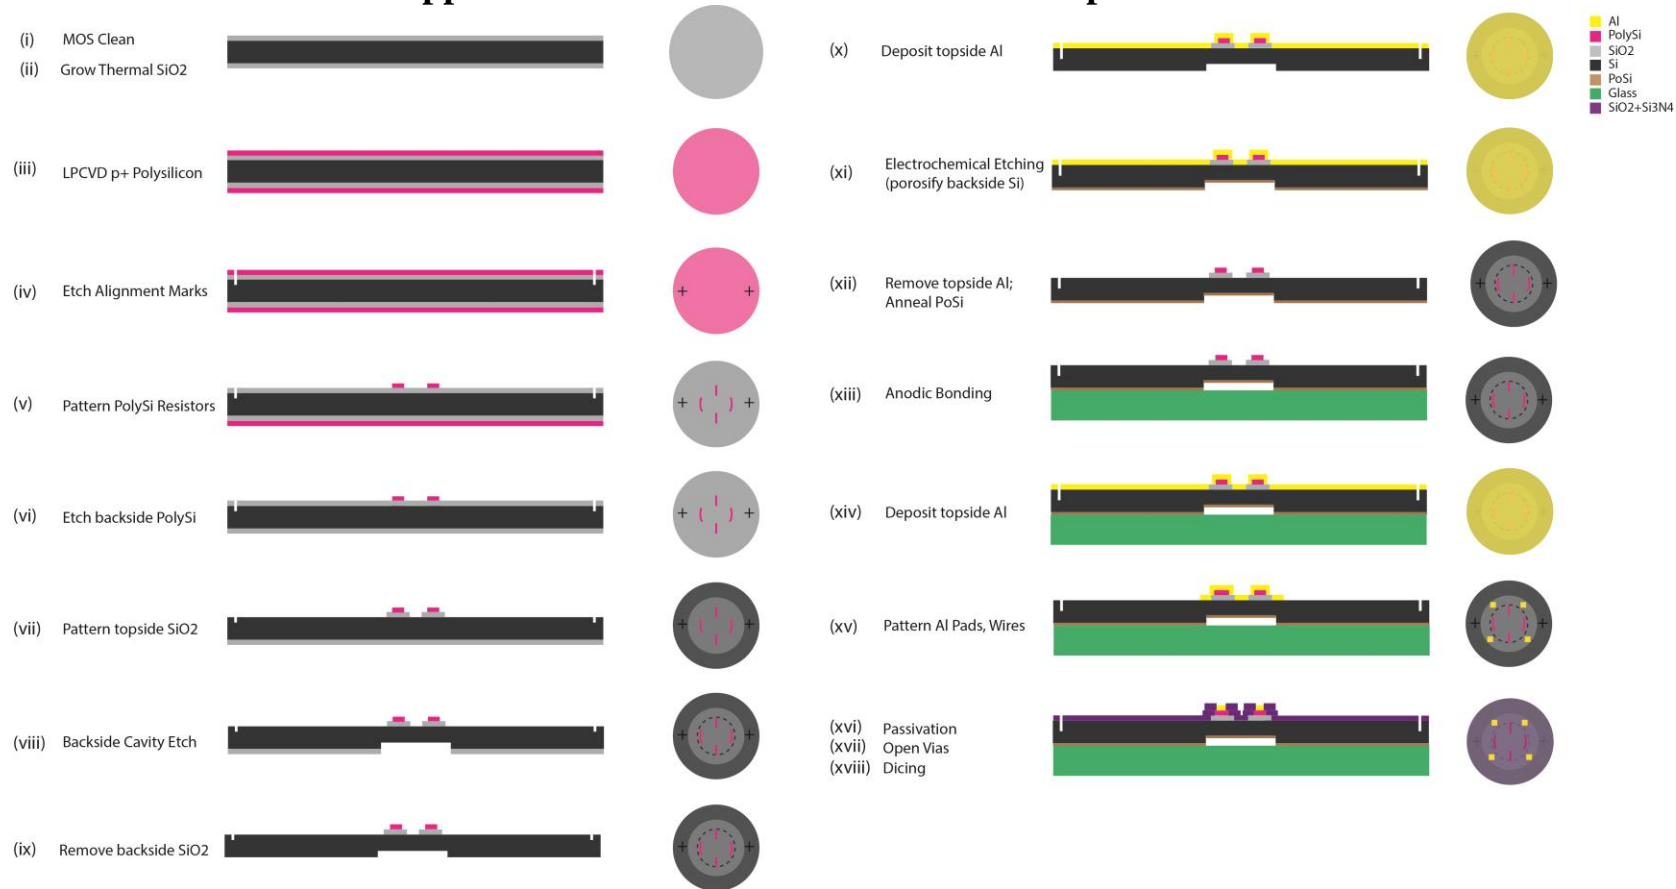 (i) MOS Clean
(ii) Grow Thermal SiO2
(iii) LPCVD p+ Polysilicon
(iv) Etch Alignment Marks
(v) Pattern PolySi Resistors
(vi) Etch backside PolySi
(vii) Pattern topside SiO2
(viii) Backside Cavity Etch
(ix) Remove backside SiO2
(x) Deposit topside Al
(xi) Electrochemical Etching
(porosify backside Si)
(xii) Remove topside Al;
Anneal PoSi
(xiii) Anodic Bonding
(xiv) Deposit topside Al
(xv) Pattern Al Pads, Wires
(xvi) Passivation
(xvii) Open Vias
(xviii) Dicing
Al
PolySi
SiO2
Si
PoSi
Glass
SiO2+Si3N4